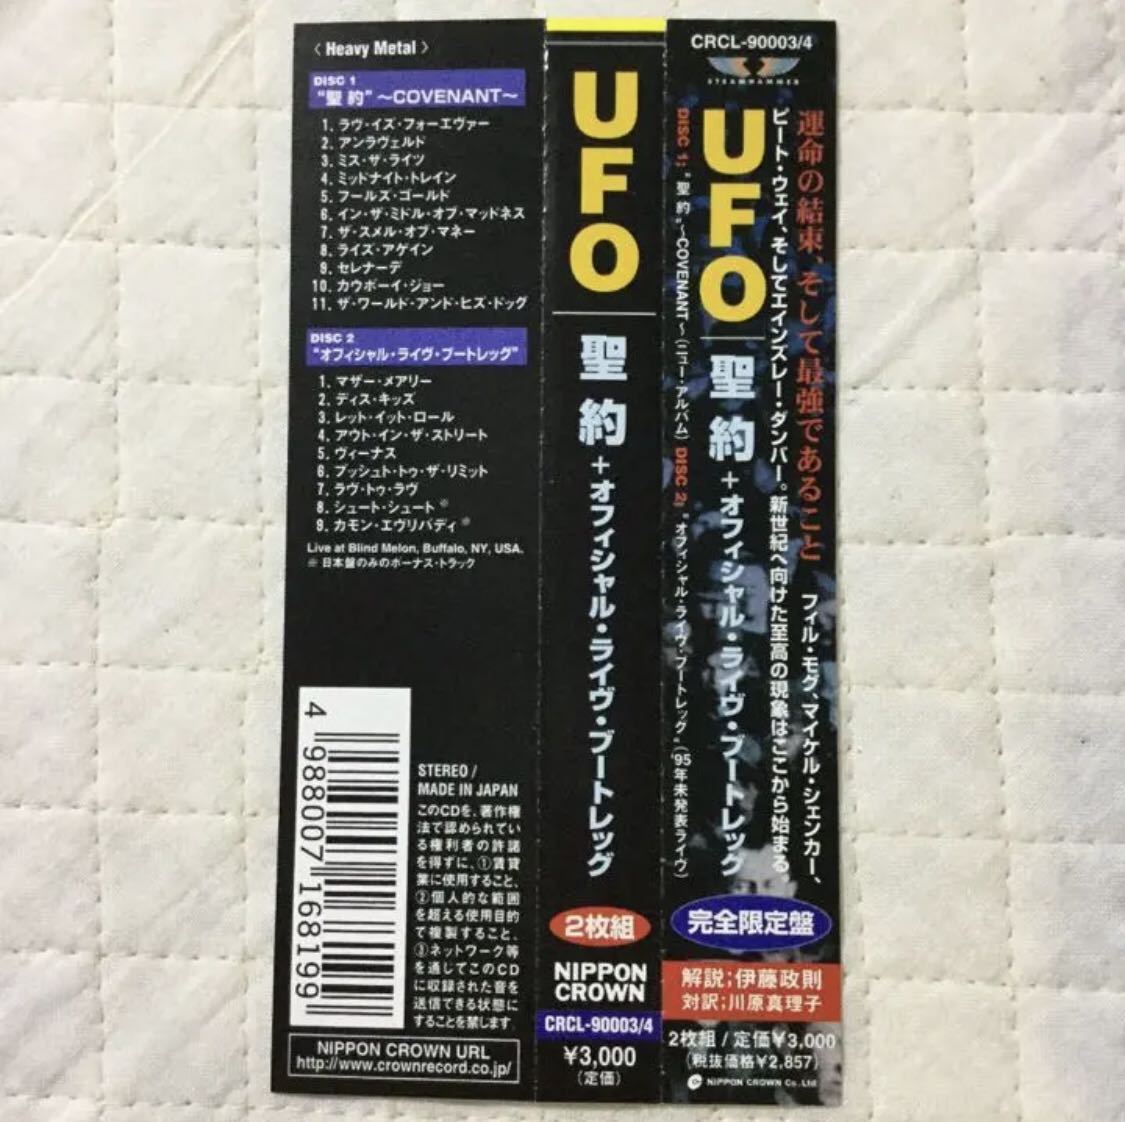 〈 Heavy Metal 〉
DISC 1
“聖 約” ～COVENANT～
1. ラヴ・イズ・フォーエヴァー
2. アンラヴェルド
3. ミス・ザ・ライツ
4. ミッドナイト・トレイン
5. フールズ・ゴールド
6. イン・ザ・ミドル・オブ・マッドネス
7. ザ・スメル・オブ・マネー
8. ライズ・アゲイン
9. セレナーデ
10. カウボーイ・ジョー
11. ザ・ワールド・アンド・ヒズ・ドッグ
DISC 2
“オフィシャル・ライヴ・ブートレッグ”
1. マザー・メアリー
2. ディス・キッズ
3. レット・イット・ロール
4. アウト・イン・ザ・ストリート
5. ヴィーナス
6. プッシュト・トゥ・ザ・リミット
7. ラヴ・トゥ・ラヴ
8. シュート・シュート※
9. カモン・エヴリバディ※
Live at Blind Melon, Buffalo, NY, USA.
※ 日本盤のみのボーナス・トラック
4 988007 168199
STEREO /
MADE IN JAPAN
このCDを、著作権
法で認められてい
る権利者の許諾
を得ずに、①賃貸
業に使用すること、
②個人的な範囲
を超える使用目的
で複製すること、
③ネットワーク等
を通じてこのCD
に収録された音を
送信できる状態に
することを禁じます。
NIPPON CROWN URL
http://www.crownrecord.co.jp/
UFO
聖約+オフィシャル・ライヴ・ブートレッグ
2枚組
NIPPON
CROWN
CRCL-90003/4
¥3,000
(定価)
CRCL-90003/4
STEAMHAMMER
運命の結束、そして最強であること
フィル・モグ、マイケル・シェンカー、
ピート・ウェイ、そしてエインズレー・ダンバー。新世紀へ向けた至高の現象はここから始まる。
UFO
聖約+オフィシャル・ライヴ・ブートレッグ
DISC 1;“聖 約”～COVENANT～(ニュー・アルバム) DISC 2;“オフィシャル・ライヴ・ブートレッグ”('95年未発表ライヴ)
完全限定盤
解説;伊藤政則
対訳;川原真理子
2枚組 / 定価¥3,000
(税抜価格¥2,857)
NIPPON CROWN Co.,Ltd